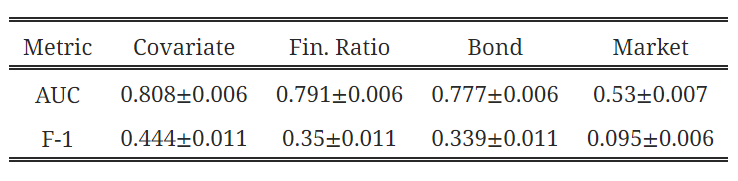 Metric Covariate Fin. Ratio Bond Market
AUC 0.808±0.006 0.791±0.006 0.777±0.006 0.53±0.007
F-1 0.444±0.011 0.35±0.011 0.339±0.011 0.095±0.006